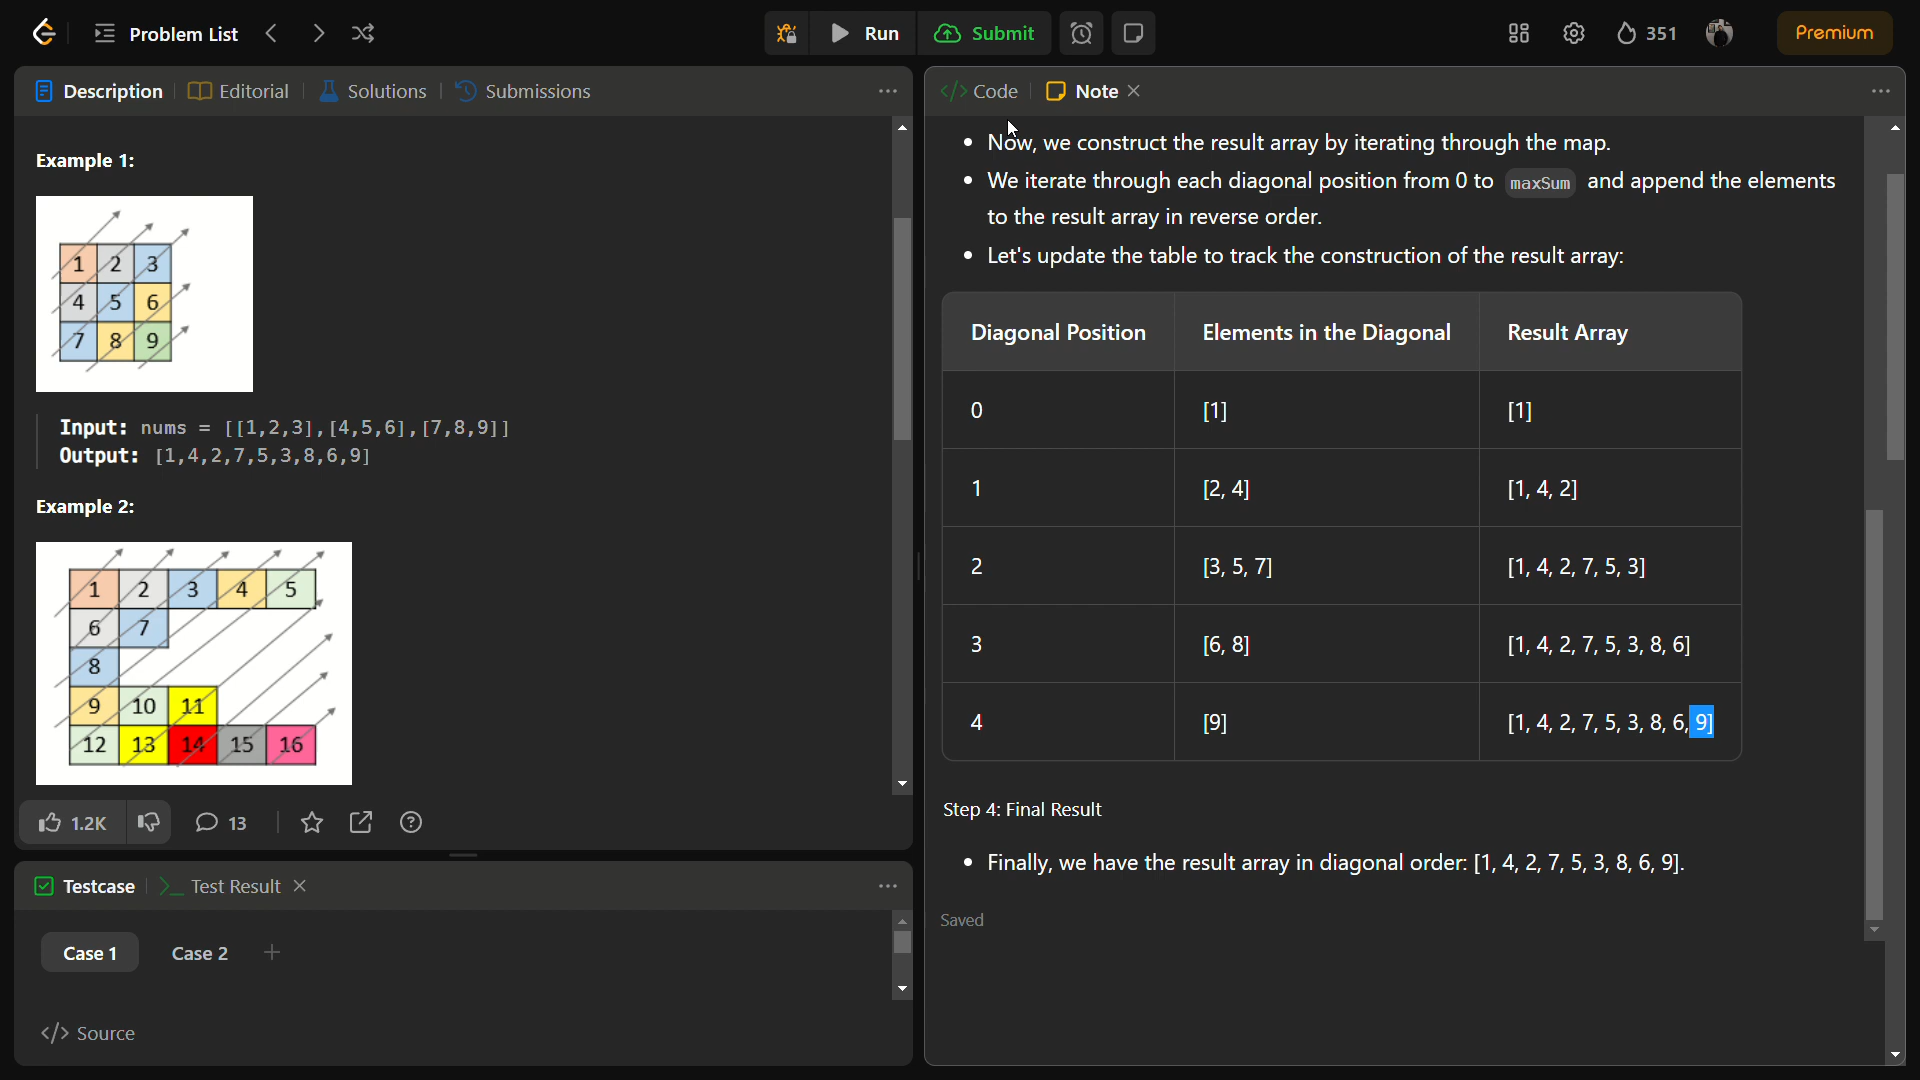 Problem List
Run
Submit
351
Premium
Description
Editorial
Solutions
Submissions
Example 1:
1 2 3
4 5 6
7 8 9
Input: nums = [[1,2,3],[4,5,6],[7,8,9]]
Output: [1,4,2,7,5,3,8,6,9]
Example 2:
1 2 3 4 5
6 7
8
9 10 11
12 13 14 15 16
1.2K
13
Testcase
Test Result
Case 1
Case 2
</> Source
</> Code
Note
• Now, we construct the result array by iterating through the map.
• We iterate through each diagonal position from 0 to maxSum and append the elements
to the result array in reverse order.
• Let's update the table to track the construction of the result array:
Diagonal Position Elements in the Diagonal Result Array
0 [1] [1]
1 [2, 4] [1, 4, 2]
2 [3, 5, 7] [1, 4, 2, 7, 5, 3]
3 [6, 8] [1, 4, 2, 7, 5, 3, 8, 6]
4 [9] [1, 4, 2, 7, 5, 3, 8, 6, 9]
Step 4: Final Result
• Finally, we have the result array in diagonal order: [1, 4, 2, 7, 5, 3, 8, 6, 9].
Saved